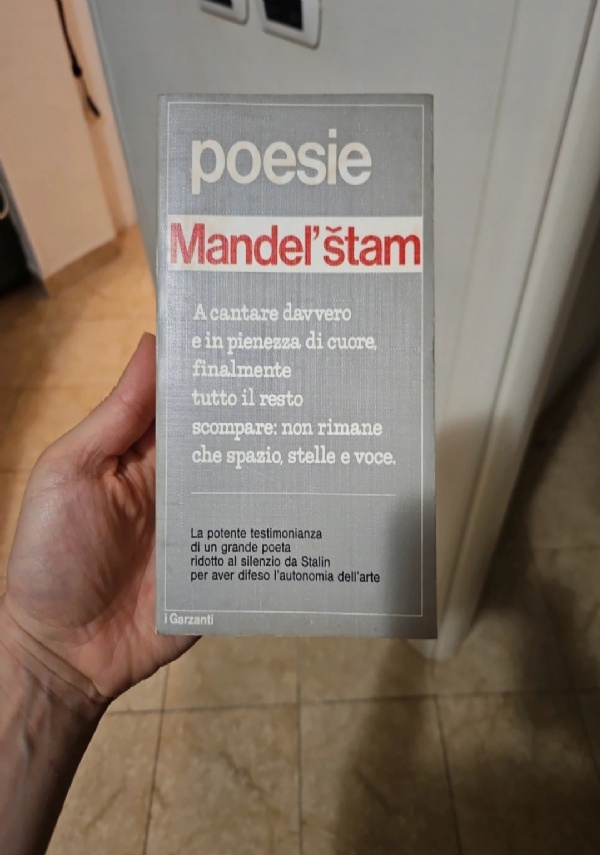 poesie
Mandel'štam
A cantare davvero
e in pienezza di cuore,
finalmente
tutto il resto
scompare: non rimane
che spazio, stelle e voce.
La potente testimonianza
di un grande poeta
ridotto al silenzio da Stalin
per aver difeso l'autonomia dell'arte
i Garzanti